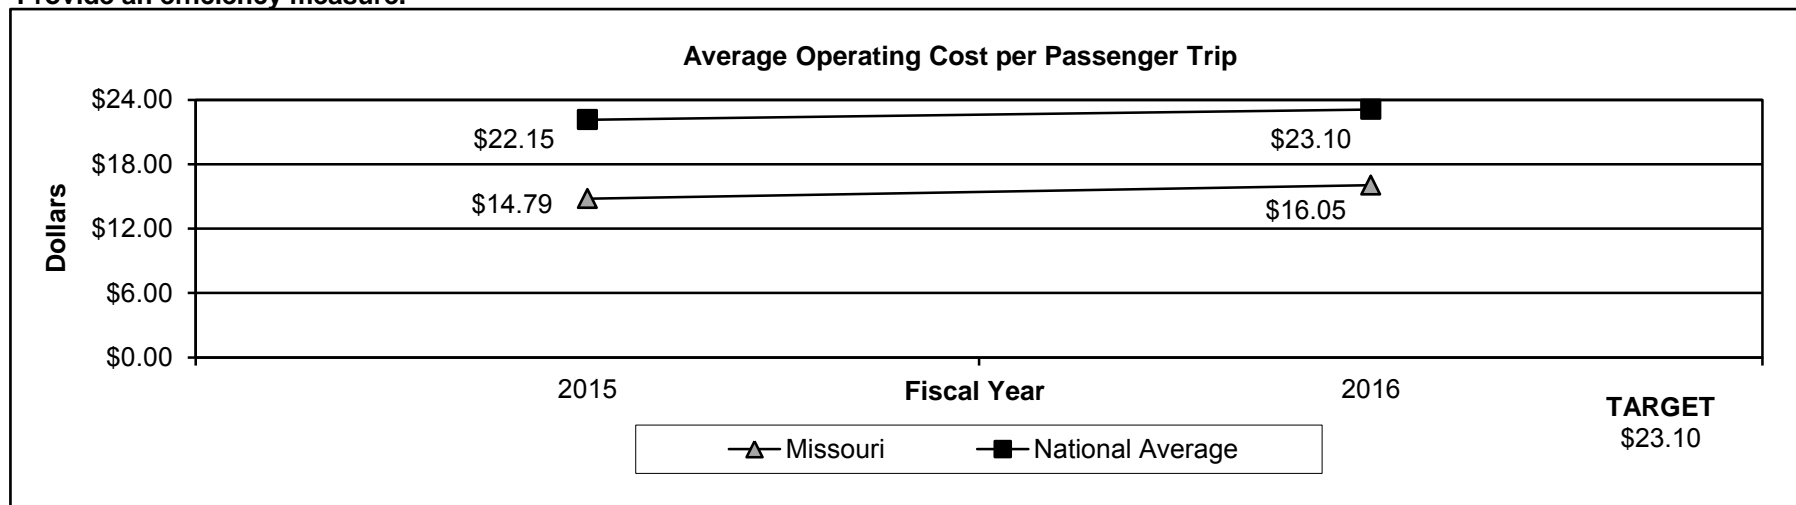 Provide an efficiency measure.
Average Operating Cost per Passenger Trip
$24.00
$22.15
$23.10
$18.00
$14.79
$16.05
$12.00
Dollars
$6.00
$0.00
2015
Fiscal Year
2016
TARGET
$23.10
Missouri
National Average